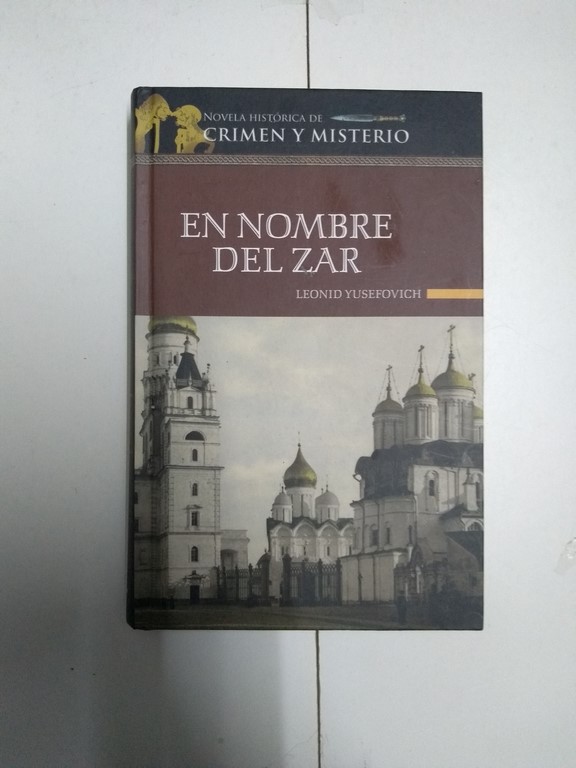 NOVELA HISTÓRICA DE
CRIMEN Y MISTERIO
EN NOMBRE
DEL ZAR
LEONID YUSEFOVICH